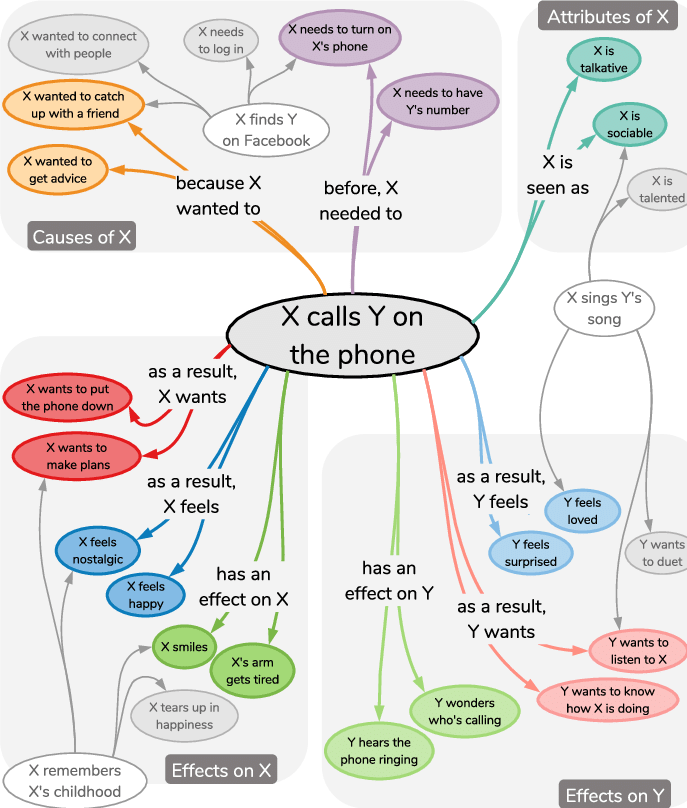 X wanted to connect
with people
X needs
to log in
X needs to turn on
X's phone
Attributes of X
X is
talkative
X wanted to catch
up with a friend
X finds Y
on Facebook
X needs to have
Y's number
X is
sociable
X wanted to
get advice
because X
wanted to
before, X
needed to
X is
seen as
X is
talented
Causes of X
X calls Y on
the phone
X sings Y's
song
X wants to put
the phone down
as a result,
X wants
X wants to
make plans
as a result,
X feels
as a result,
Y feels
Y feels
loved
X feels
nostalgic
X feels
happy
has an
effect on X
has an
effect on Y
Y feels
surprised
Y wants
to duet
as a result,
Y wants
X smiles
X's arm
gets tired
Y wants to
listen to X
X tears up in
happiness
Y wonders
who's calling
Y wants to know
how X is doing
Y hears the
phone ringing
X remembers
X's childhood
Effects on X
Effects on Y